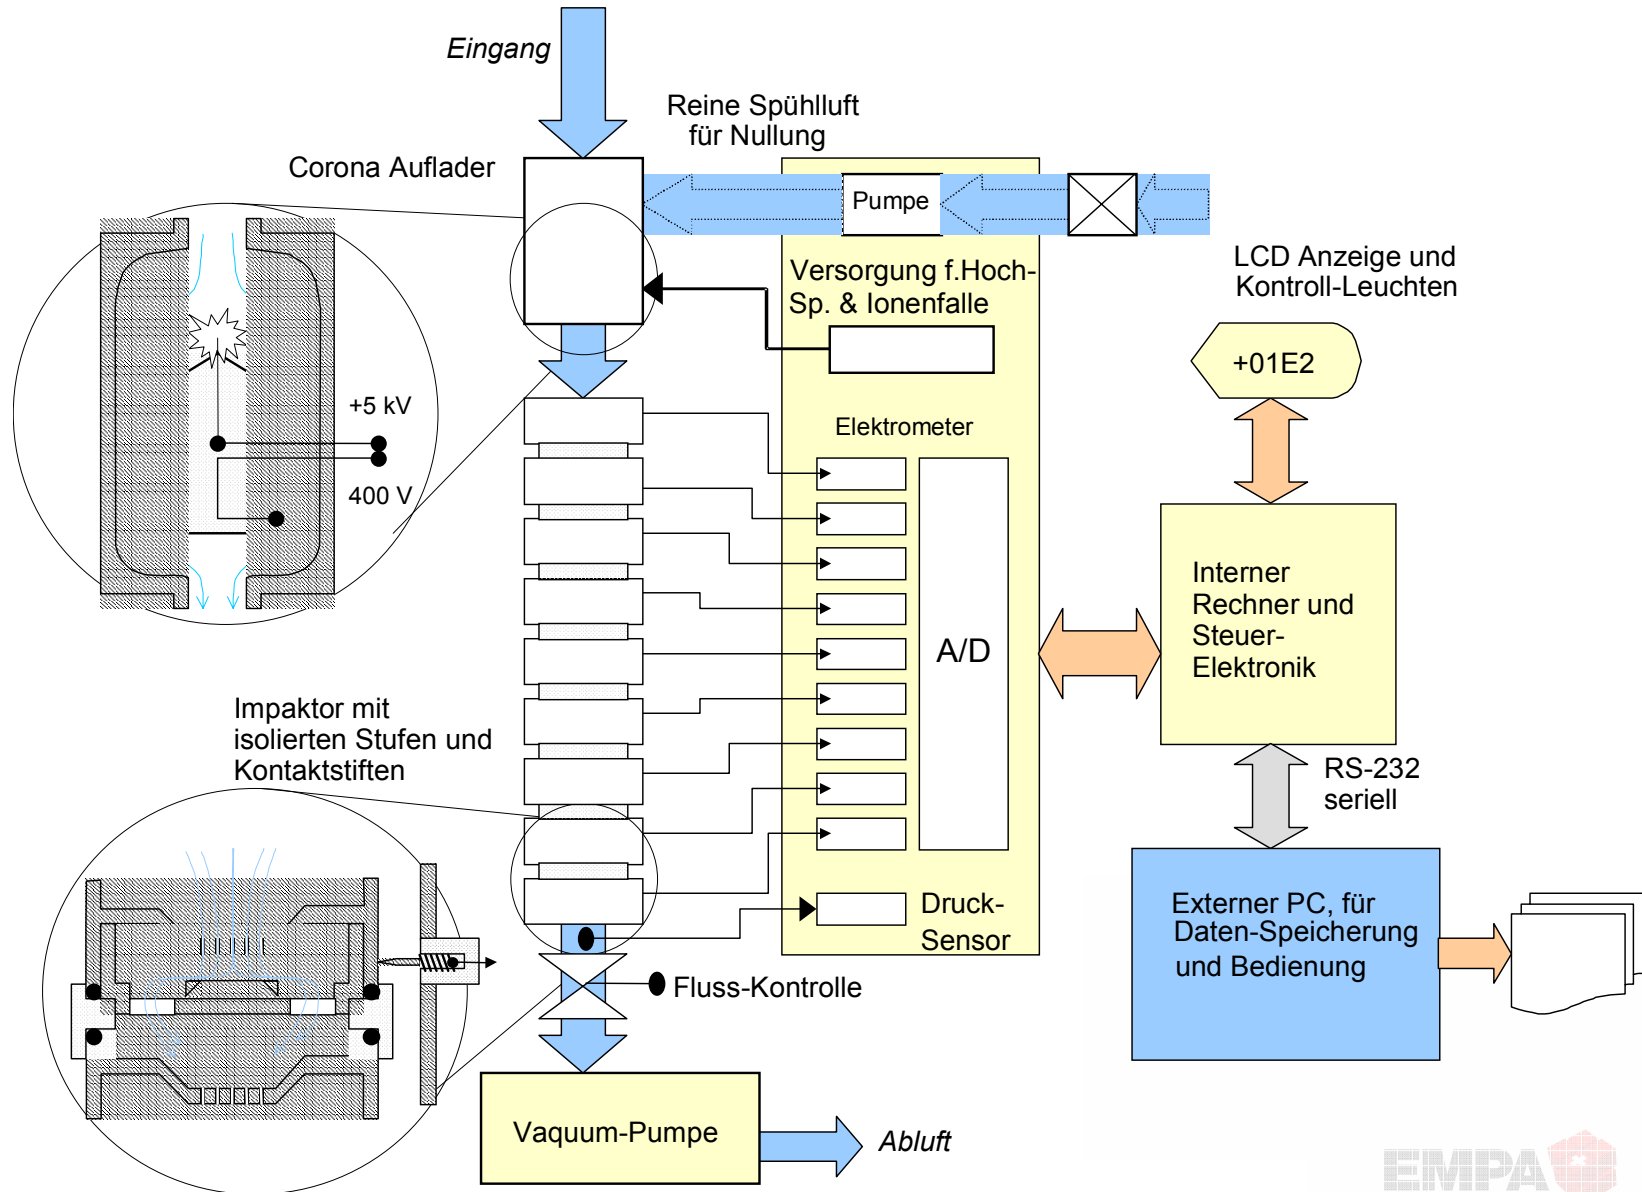 Eingang
Reine Spühlluft
für Nullung
Corona Auflader
Pumpe
LCD Anzeige und
Kontroll-Leuchten
Versorgung f.Hoch-
Sp. & Ionenfalle
+01E2
+5 kV
400 V
Elektrometer
A/D
Interner
Rechner und
Steuer-
Elektronik
Impaktor mit
isolierten Stufen und
Kontaktstiften
RS-232
seriell
Druck-
Sensor
Externer PC, für
Daten-Speicherung
und Bedienung
Fluss-Kontrolle
Vaquum-Pumpe
Abluft
EMPA